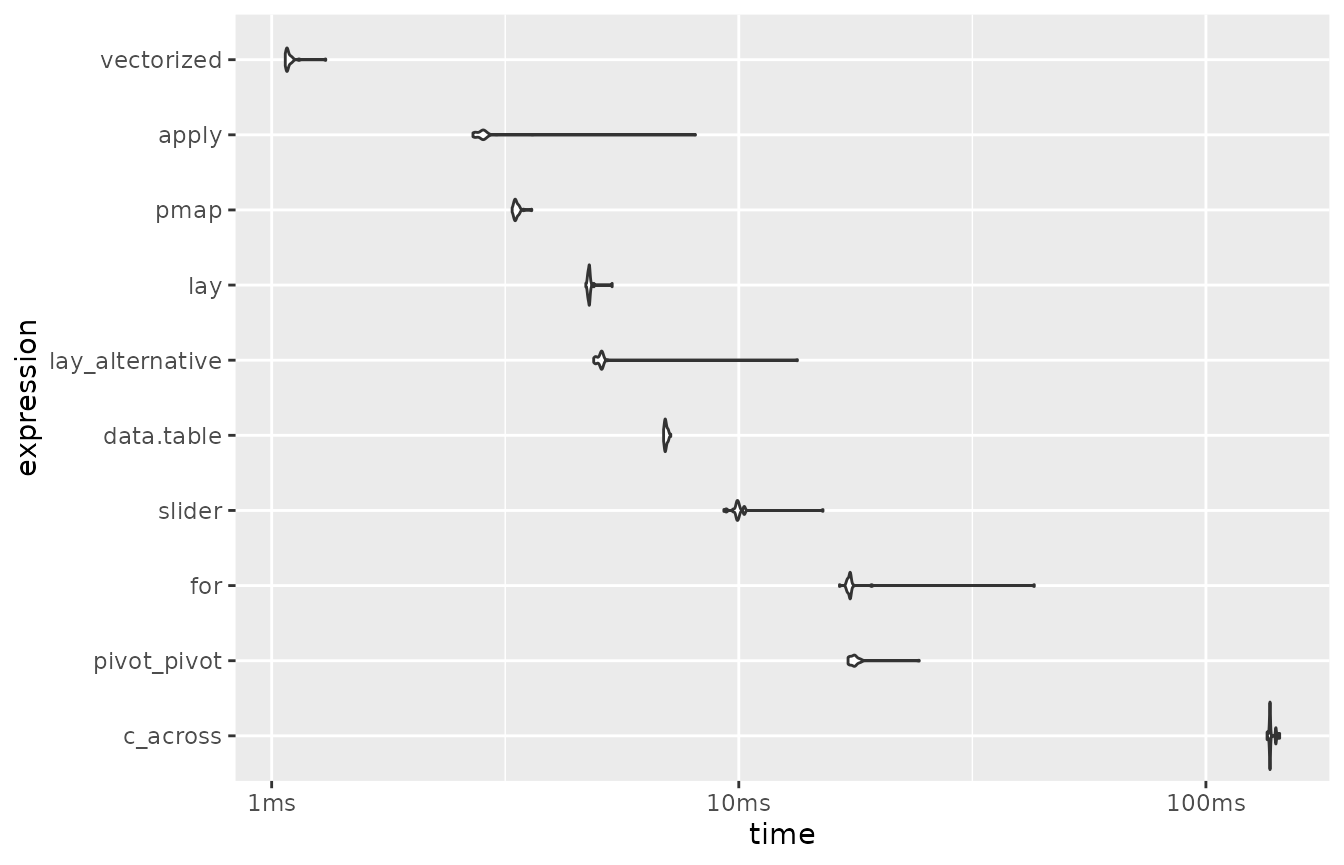 vectorized
apply
pmap
lay
lay_alternative
data.table
slider
for
pivot_pivot
c_across
expression
1ms 10ms 100ms
time